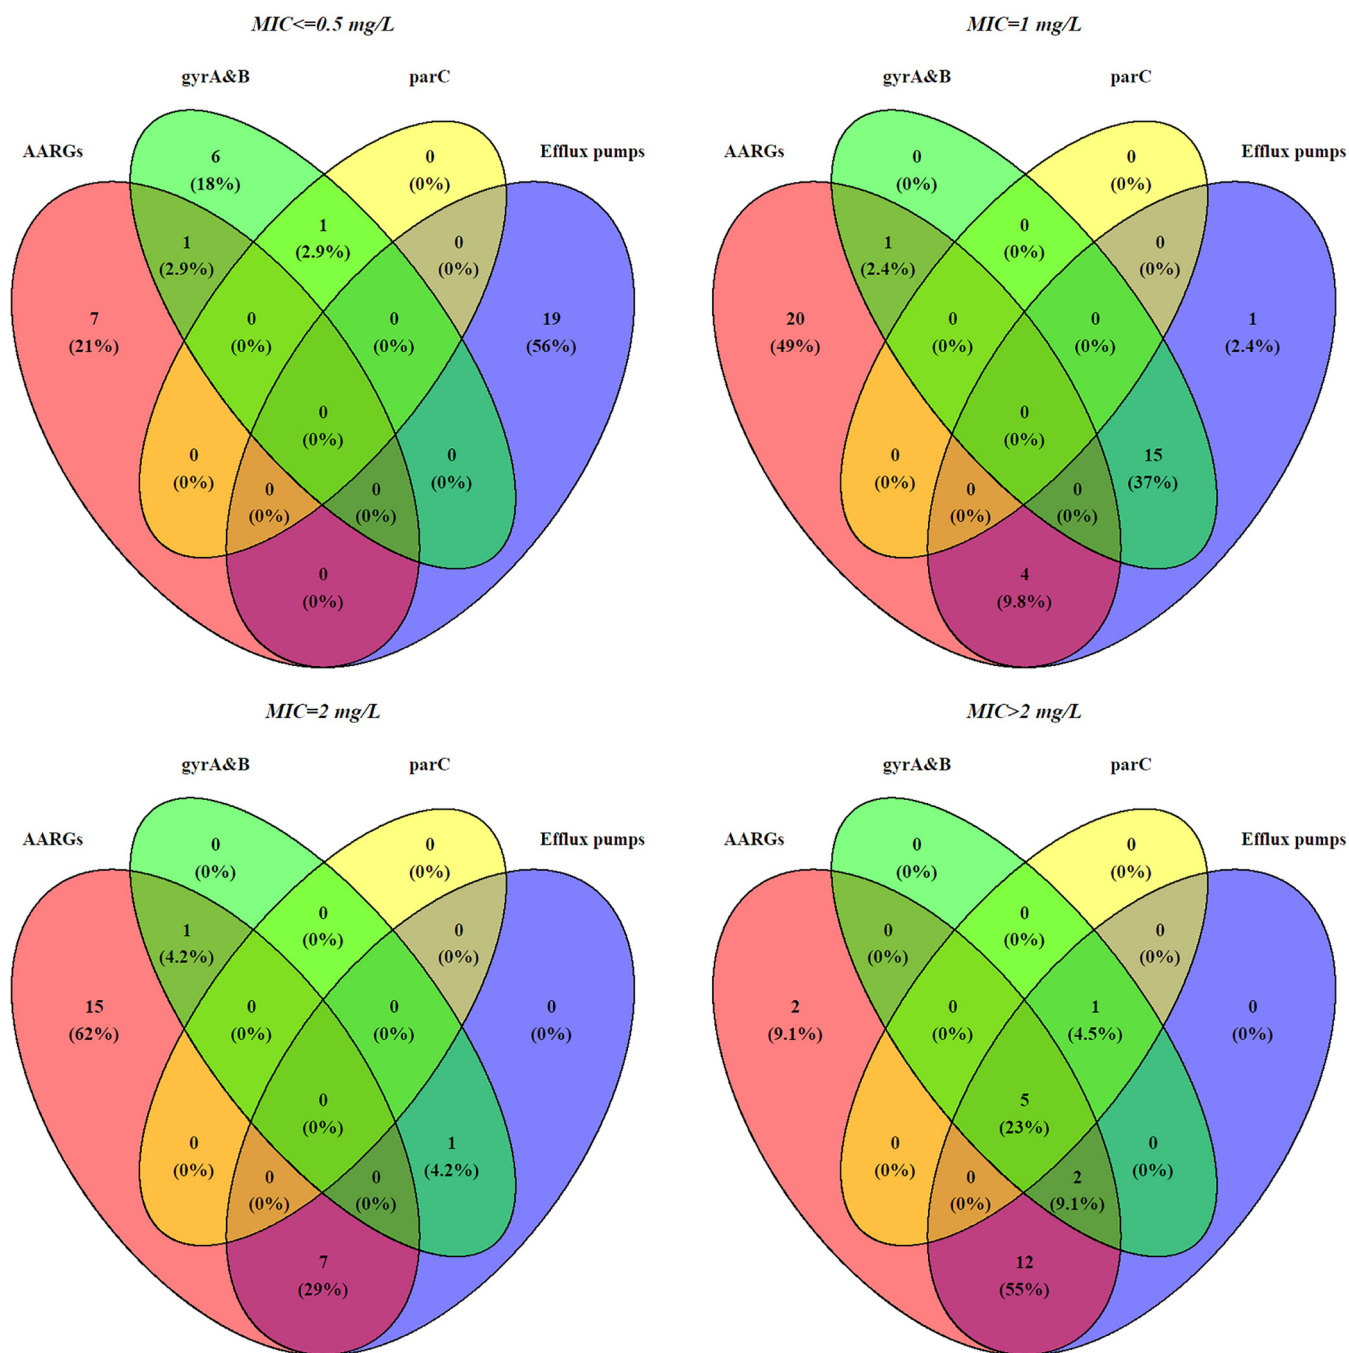 MIC<=0.5 mg/L
gyrA&B parC
AARGs Efflux pumps
6 0
(18%) (0%)
1 1 0
(2.9%) (2.9%) (0%)
7 0 0 19
(21%) (0%) (0%) (56%)
0
(0%)
0 0
(0%) (0%)
0 0
(0%) (0%)
0
(0%)
MIC=1 mg/L
gyrA&B parC
AARGs Efflux pumps
0 0
(0%) (0%)
1 0 0
(2.4%) (0%) (0%)
20 0 0 1
(49%) (0%) (0%) (2.4%)
0
(0%)
0 15
(0%) (37%)
0 0
(0%) (0%)
4
(9.8%)
MIC=2 mg/L
gyrA&B parC
AARGs Efflux pumps
0 0
(0%) (0%)
1 0 0
(4.2%) (0%) (0%)
15 0 0 0
(62%) (0%) (0%) (0%)
0
(0%)
0 1
(0%) (4.2%)
0 0
(0%) (0%)
7
(29%)
MIC>2 mg/L
gyrA&B parC
AARGs Efflux pumps
0 0
(0%) (0%)
0 0 0
(0%) (0%) (0%)
2 0 1 0
(9.1%) (0%) (4.5%) (0%)
5
(23%)
0 0
(0%) (0%)
0 2
(0%) (9.1%)
12
(55%)